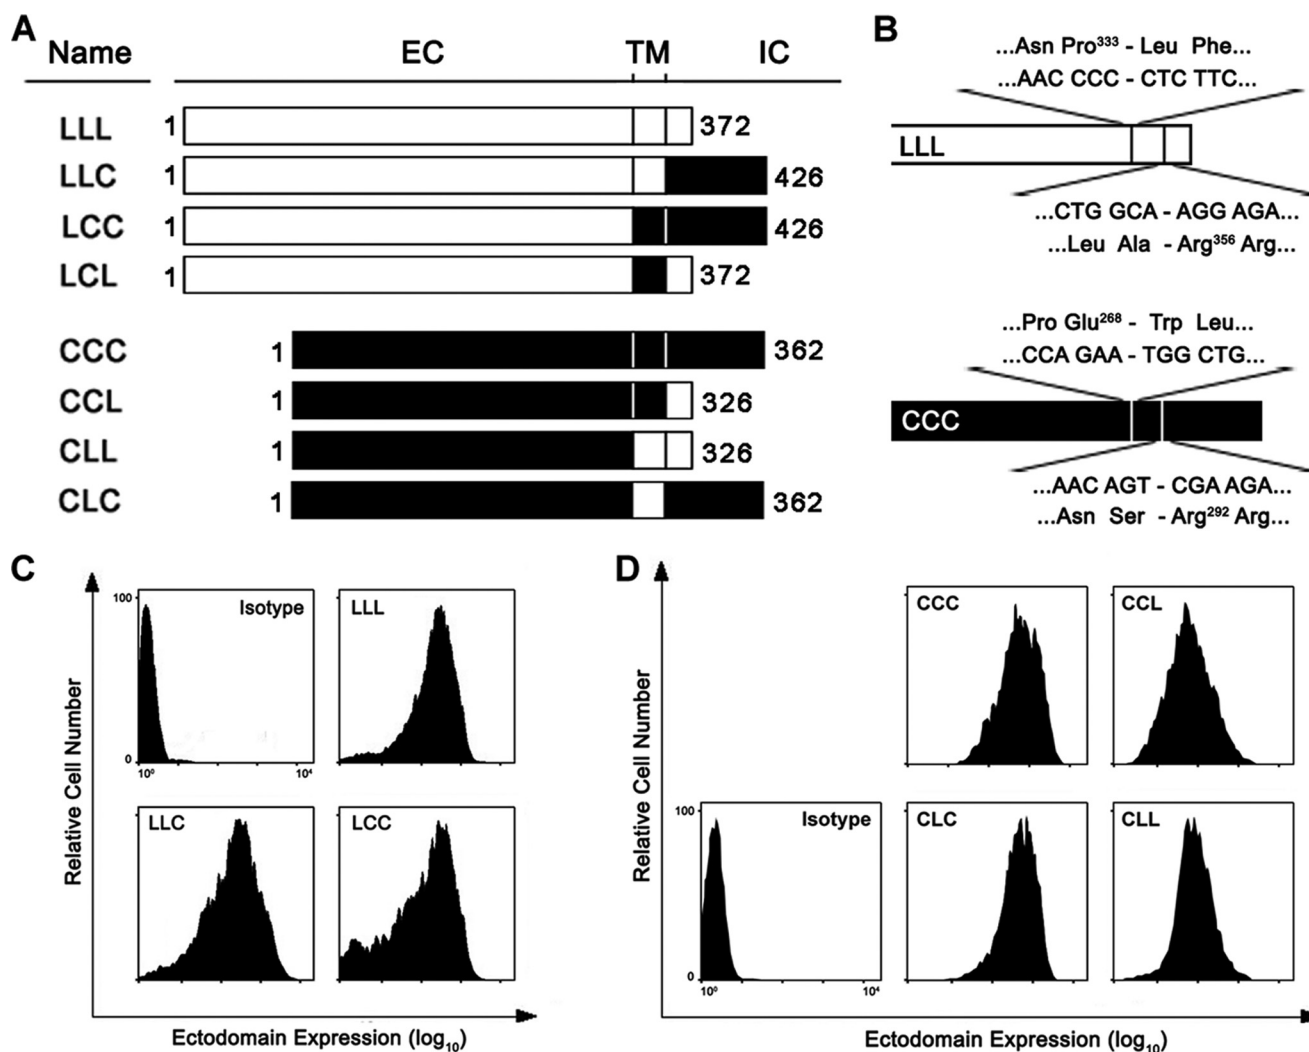 A
Name EC TM IC
LLL 1 372
LLC 1 426
LCC 1 426
LCL 1 372
CCC 1 362
CCL 1 326
CLL 1 326
CLC 1 362
B
...Asn Pro³³³ - Leu Phe...
...AAC CCC - CTC TTC...
LLL
...CTG GCA - AGG AGA...
...Leu Ala - Arg³⁵⁶ Arg...
...Pro Glu²⁶⁸ - Trp Leu...
...CCA GAA - TGG CTG...
CCC
...AAC AGT - CGA AGA...
...Asn Ser - Arg²⁹² Arg...
C
Relative Cell Number
100
0
10⁰ 10⁴
Isotype
LLL
LLC
LCC
Ectodomain Expression (log₁₀)
D
Relative Cell Number
CCC
CCL
100
0
10⁰ 10⁴
Isotype
CLC
CLL
Ectodomain Expression (log₁₀)